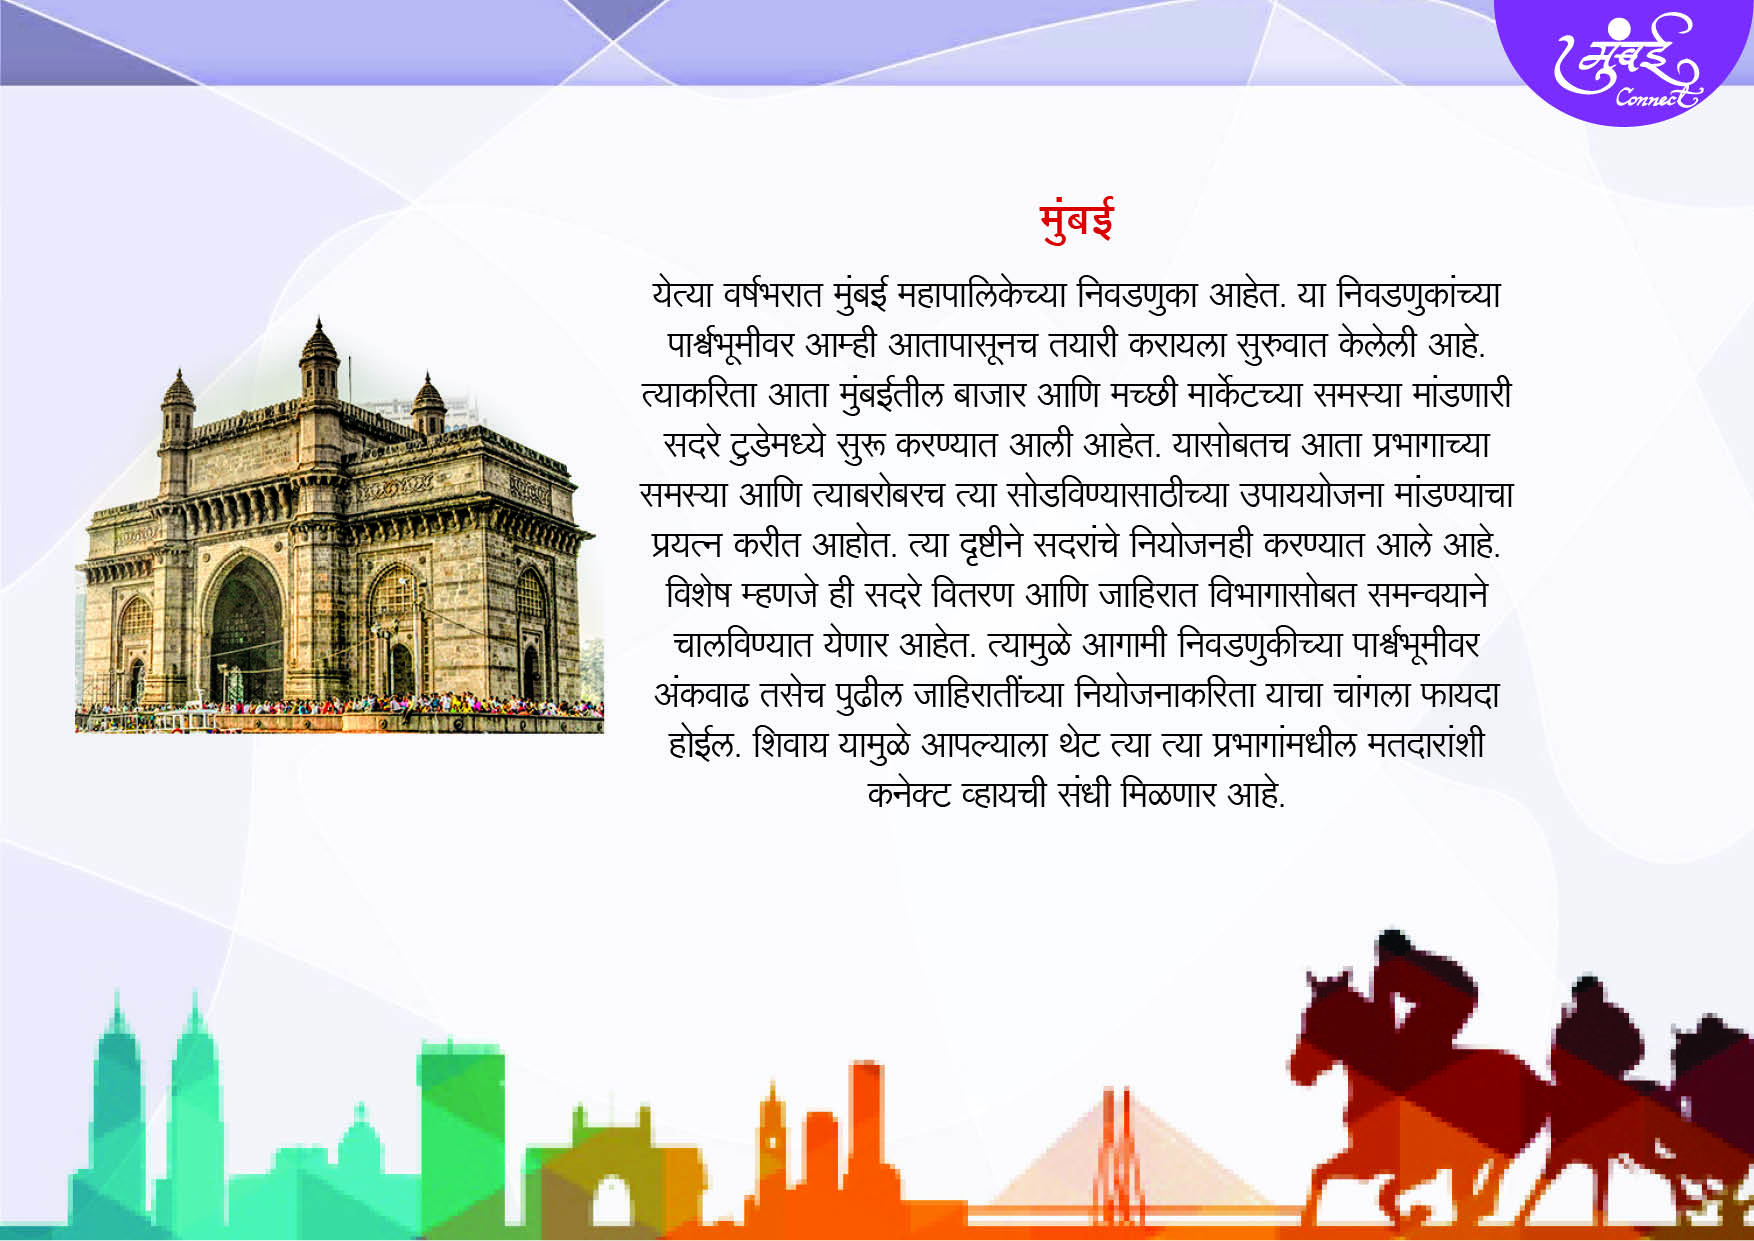 मुंबई
Connect
मुंबई
येत्या वर्षभरात मुंबई महापालिकेच्या निवडणुका आहेत. या निवडणुकांच्या
पार्श्वभूमीवर आम्ही आतापासूनच तयारी करायला सुरुवात केलेली आहे.
त्याकरिता आता मुंबईतील बाजार आणि मच्छी मार्केटच्या समस्या मांडणारी
सदरे टुडेमध्ये सुरू करण्यात आली आहेत. यासोबतच आता प्रभागाच्या
समस्या आणि त्याबरोबरच त्या सोडविण्यासाठीच्या उपाययोजना मांडण्याचा
प्रयत्न करीत आहोत. त्या दृष्टीने सदरांचे नियोजनही करण्यात आले आहे.
विशेष म्हणजे ही सदरे वितरण आणि जाहिरात विभागासोबत समन्वयाने
चालविण्यात येणार आहेत. त्यामुळे आगामी निवडणुकीच्या पार्श्वभूमीवर
अंकवाढ तसेच पुढील जाहिरातींच्या नियोजनाकरिता याचा चांगला फायदा
होईल. शिवाय यामुळे आपल्याला थेट त्या त्या प्रभागांमधील मतदारांशी
कनेक्ट व्हायची संधी मिळणार आहे.